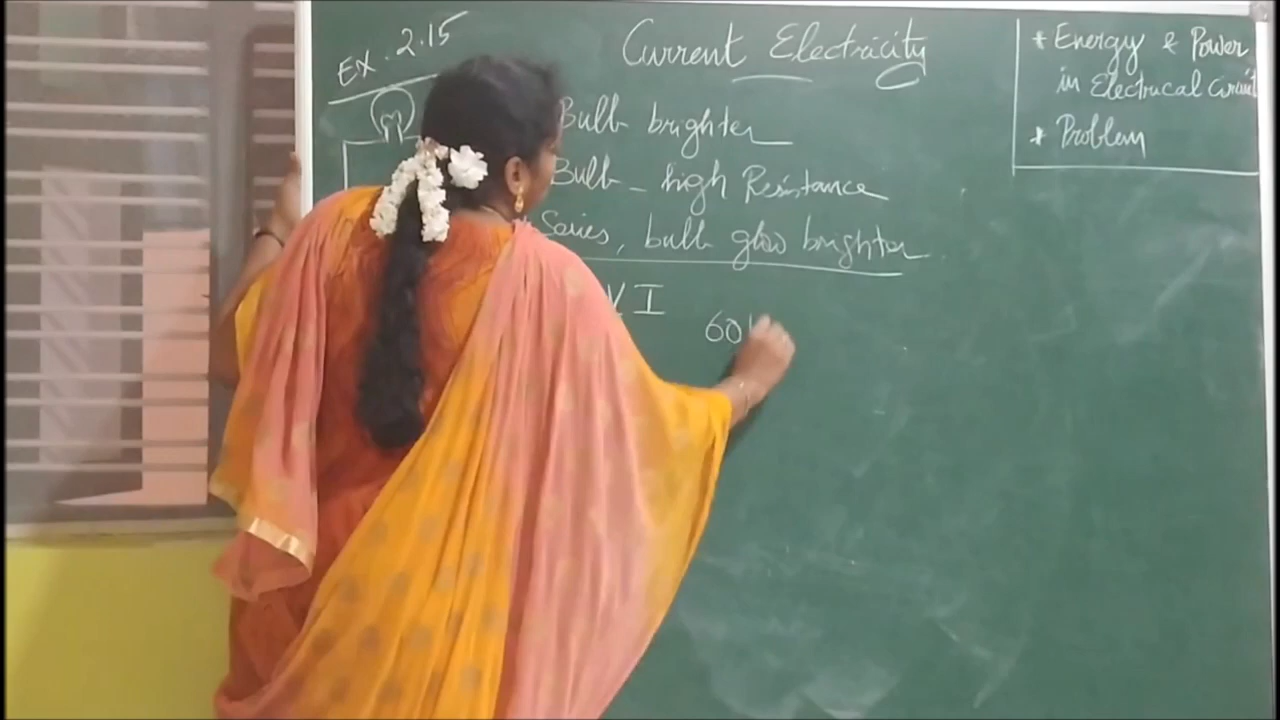 Ex. 2.15
Current Electricity
* Energy & Power
in Electrical Circuit
* Problem
Bulb brighter
Bulb - high Resistance
Series, bulb glow brighter
V I
60